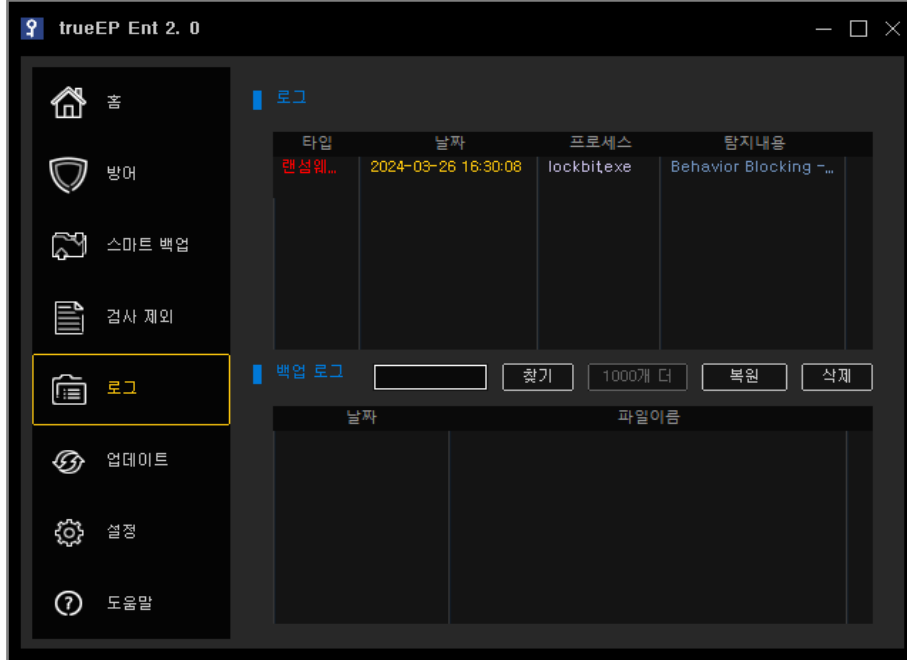 trueEP Ent 2. 0
홈
방어
스마트 백업
검사 제외
로그
업데이트
설정
도움말
로그
타입 날짜 프로세스 탐지내용
랜섬웨... 2024-03-26 16:30:08 lockbit.exe Behavior Blocking -...
백업 로그 찾기 1000개 더 복원 삭제
날짜 파일이름